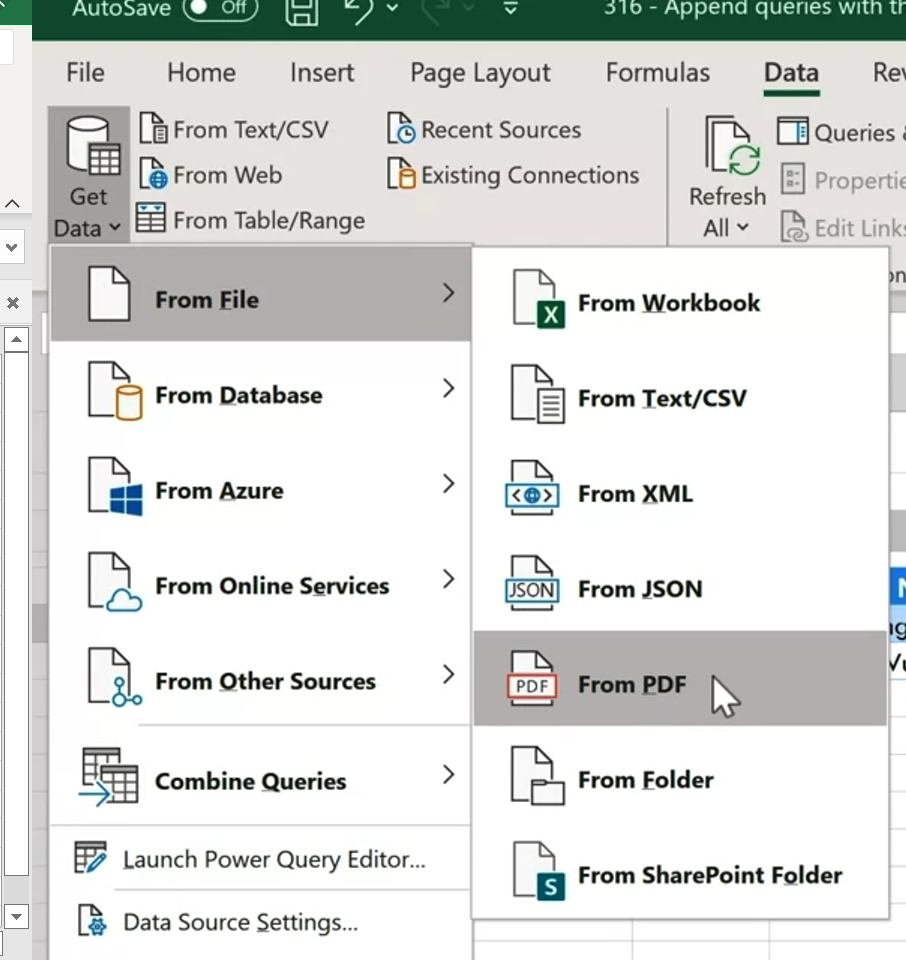 AutoSave Off 316 - Append queries with th
File Home Insert Page Layout Formulas Data Rev
From Text/CSV Recent Sources Queries &
From Web Existing Connections Propertie
Get Data From Table/Range Refresh All Edit Links
From File
From Database
From Azure
From Online Services
From Other Sources
Combine Queries
Launch Power Query Editor...
Data Source Settings...
From Workbook
X
From Text/CSV
From XML
JSON
From JSON
PDF
From PDF
From Folder
S
From SharePoint Folder